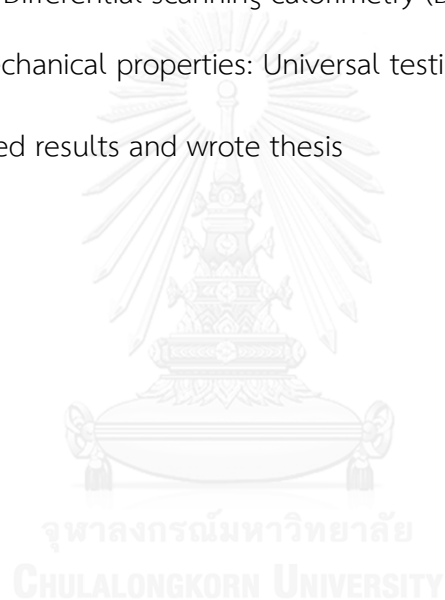 Differential scanning calorimetry
chanical properties: Universal testi
ed results and wrote thesis
จุฬาลงกรณ์มหาวิทยาลัย
CHULALONGKORN UNIVERSITY